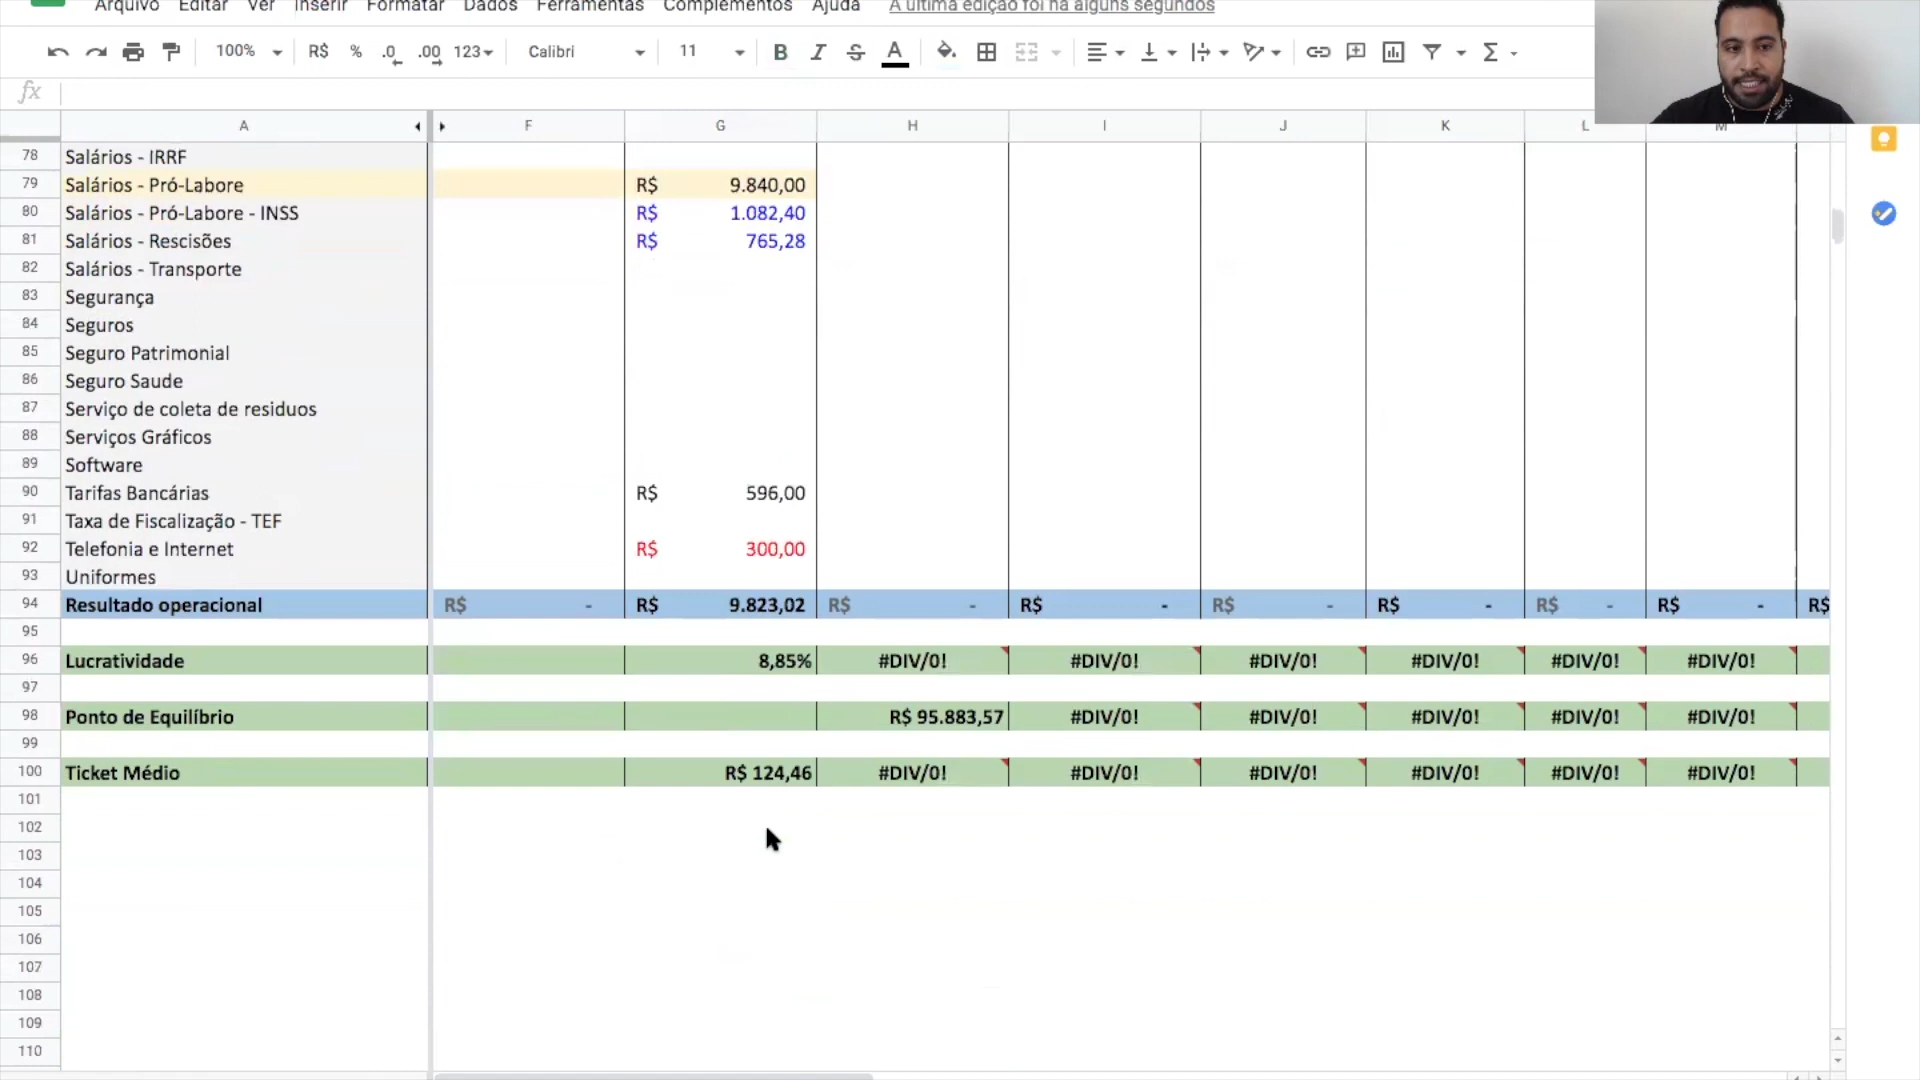 Arquivo Editar Ver Inserir Formatar Dados Ferramentas Complementos Ajuda A última edição foi há alguns segundos
100% R$ % .0 .00 123 Calibri 11 B I S A Σ
fx
A F G H I J K L M
78 Salários - IRRF
79 Salários - Pró-Labore R$ 9.840,00
80 Salários - Pró-Labore - INSS R$ 1.082,40
81 Salários - Rescisões R$ 765,28
82 Salários - Transporte
83 Segurança
84 Seguros
85 Seguro Patrimonial
86 Seguro Saude
87 Serviço de coleta de residuos
88 Serviços Gráficos
89 Software
90 Tarifas Bancárias R$ 596,00
91 Taxa de Fiscalização - TEF
92 Telefonia e Internet R$ 300,00
93 Uniformes
94 Resultado operacional R$ - R$ 9.823,02 R$ - R$ - R$ - R$ - R$ - R$ - R$
95
96 Lucratividade 8,85% #DIV/0! #DIV/0! #DIV/0! #DIV/0! #DIV/0! #DIV/0!
97
98 Ponto de Equilíbrio R$ 95.883,57 #DIV/0! #DIV/0! #DIV/0! #DIV/0! #DIV/0!
99
100 Ticket Médio R$ 124,46 #DIV/0! #DIV/0! #DIV/0! #DIV/0! #DIV/0! #DIV/0!
101
102
103
104
105
106
107
108
109
110